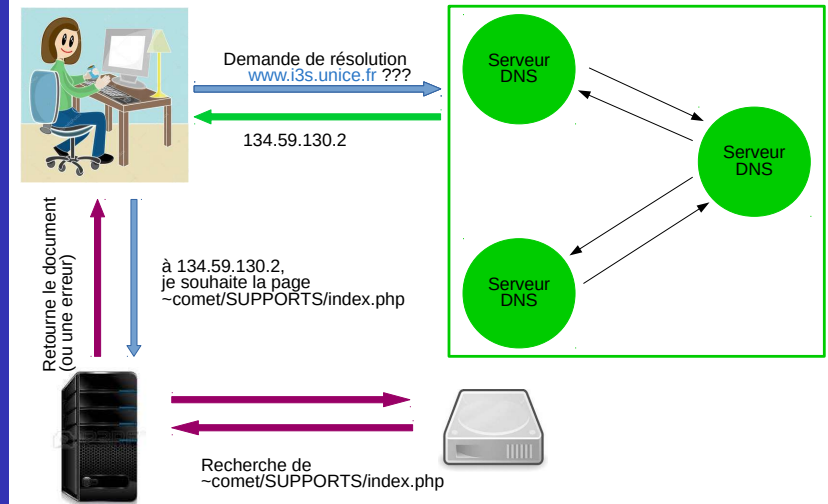 Demande de résolution
www.i3s.unice.fr ???
134.59.130.2
Serveur
DNS
Serveur
DNS
Serveur
DNS
Retourne le document
(ou une erreur)
à 134.59.130.2,
je souhaite la page
~comet/SUPPORTS/index.php
Recherche de
~comet/SUPPORTS/index.php